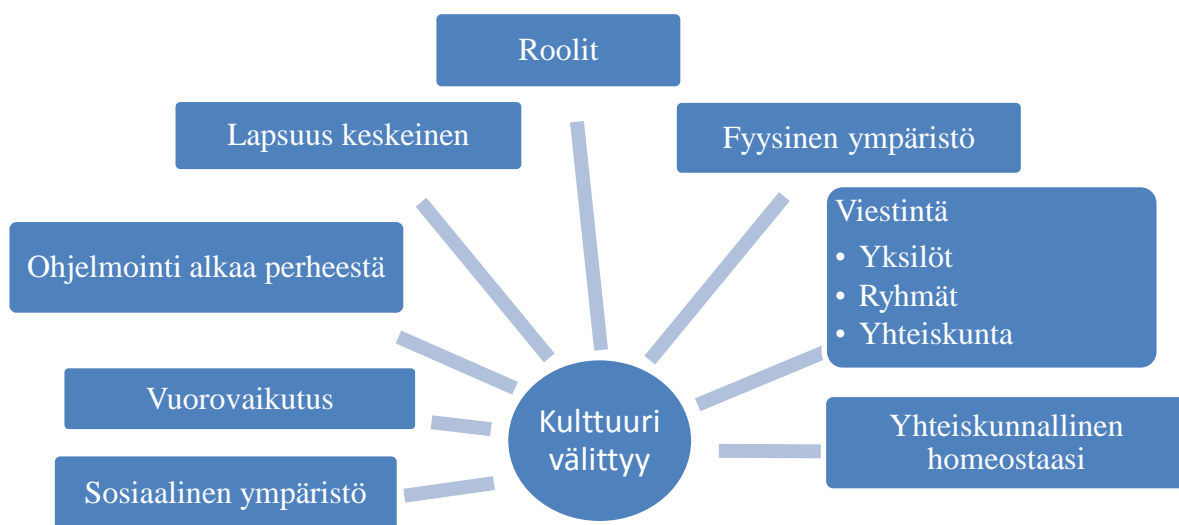 Roolit
Lapsuus keskeinen
Fyysinen ympäristö
Viestintä
• Yksilöt
• Ryhmät
• Yhteiskunta
Ohjelmointi alkaa perheestä
Vuorovaikutus
Kulttuuri
välittyy
Yhteiskunnallinen
homeostaasi
Sosiaalinen ympäristö